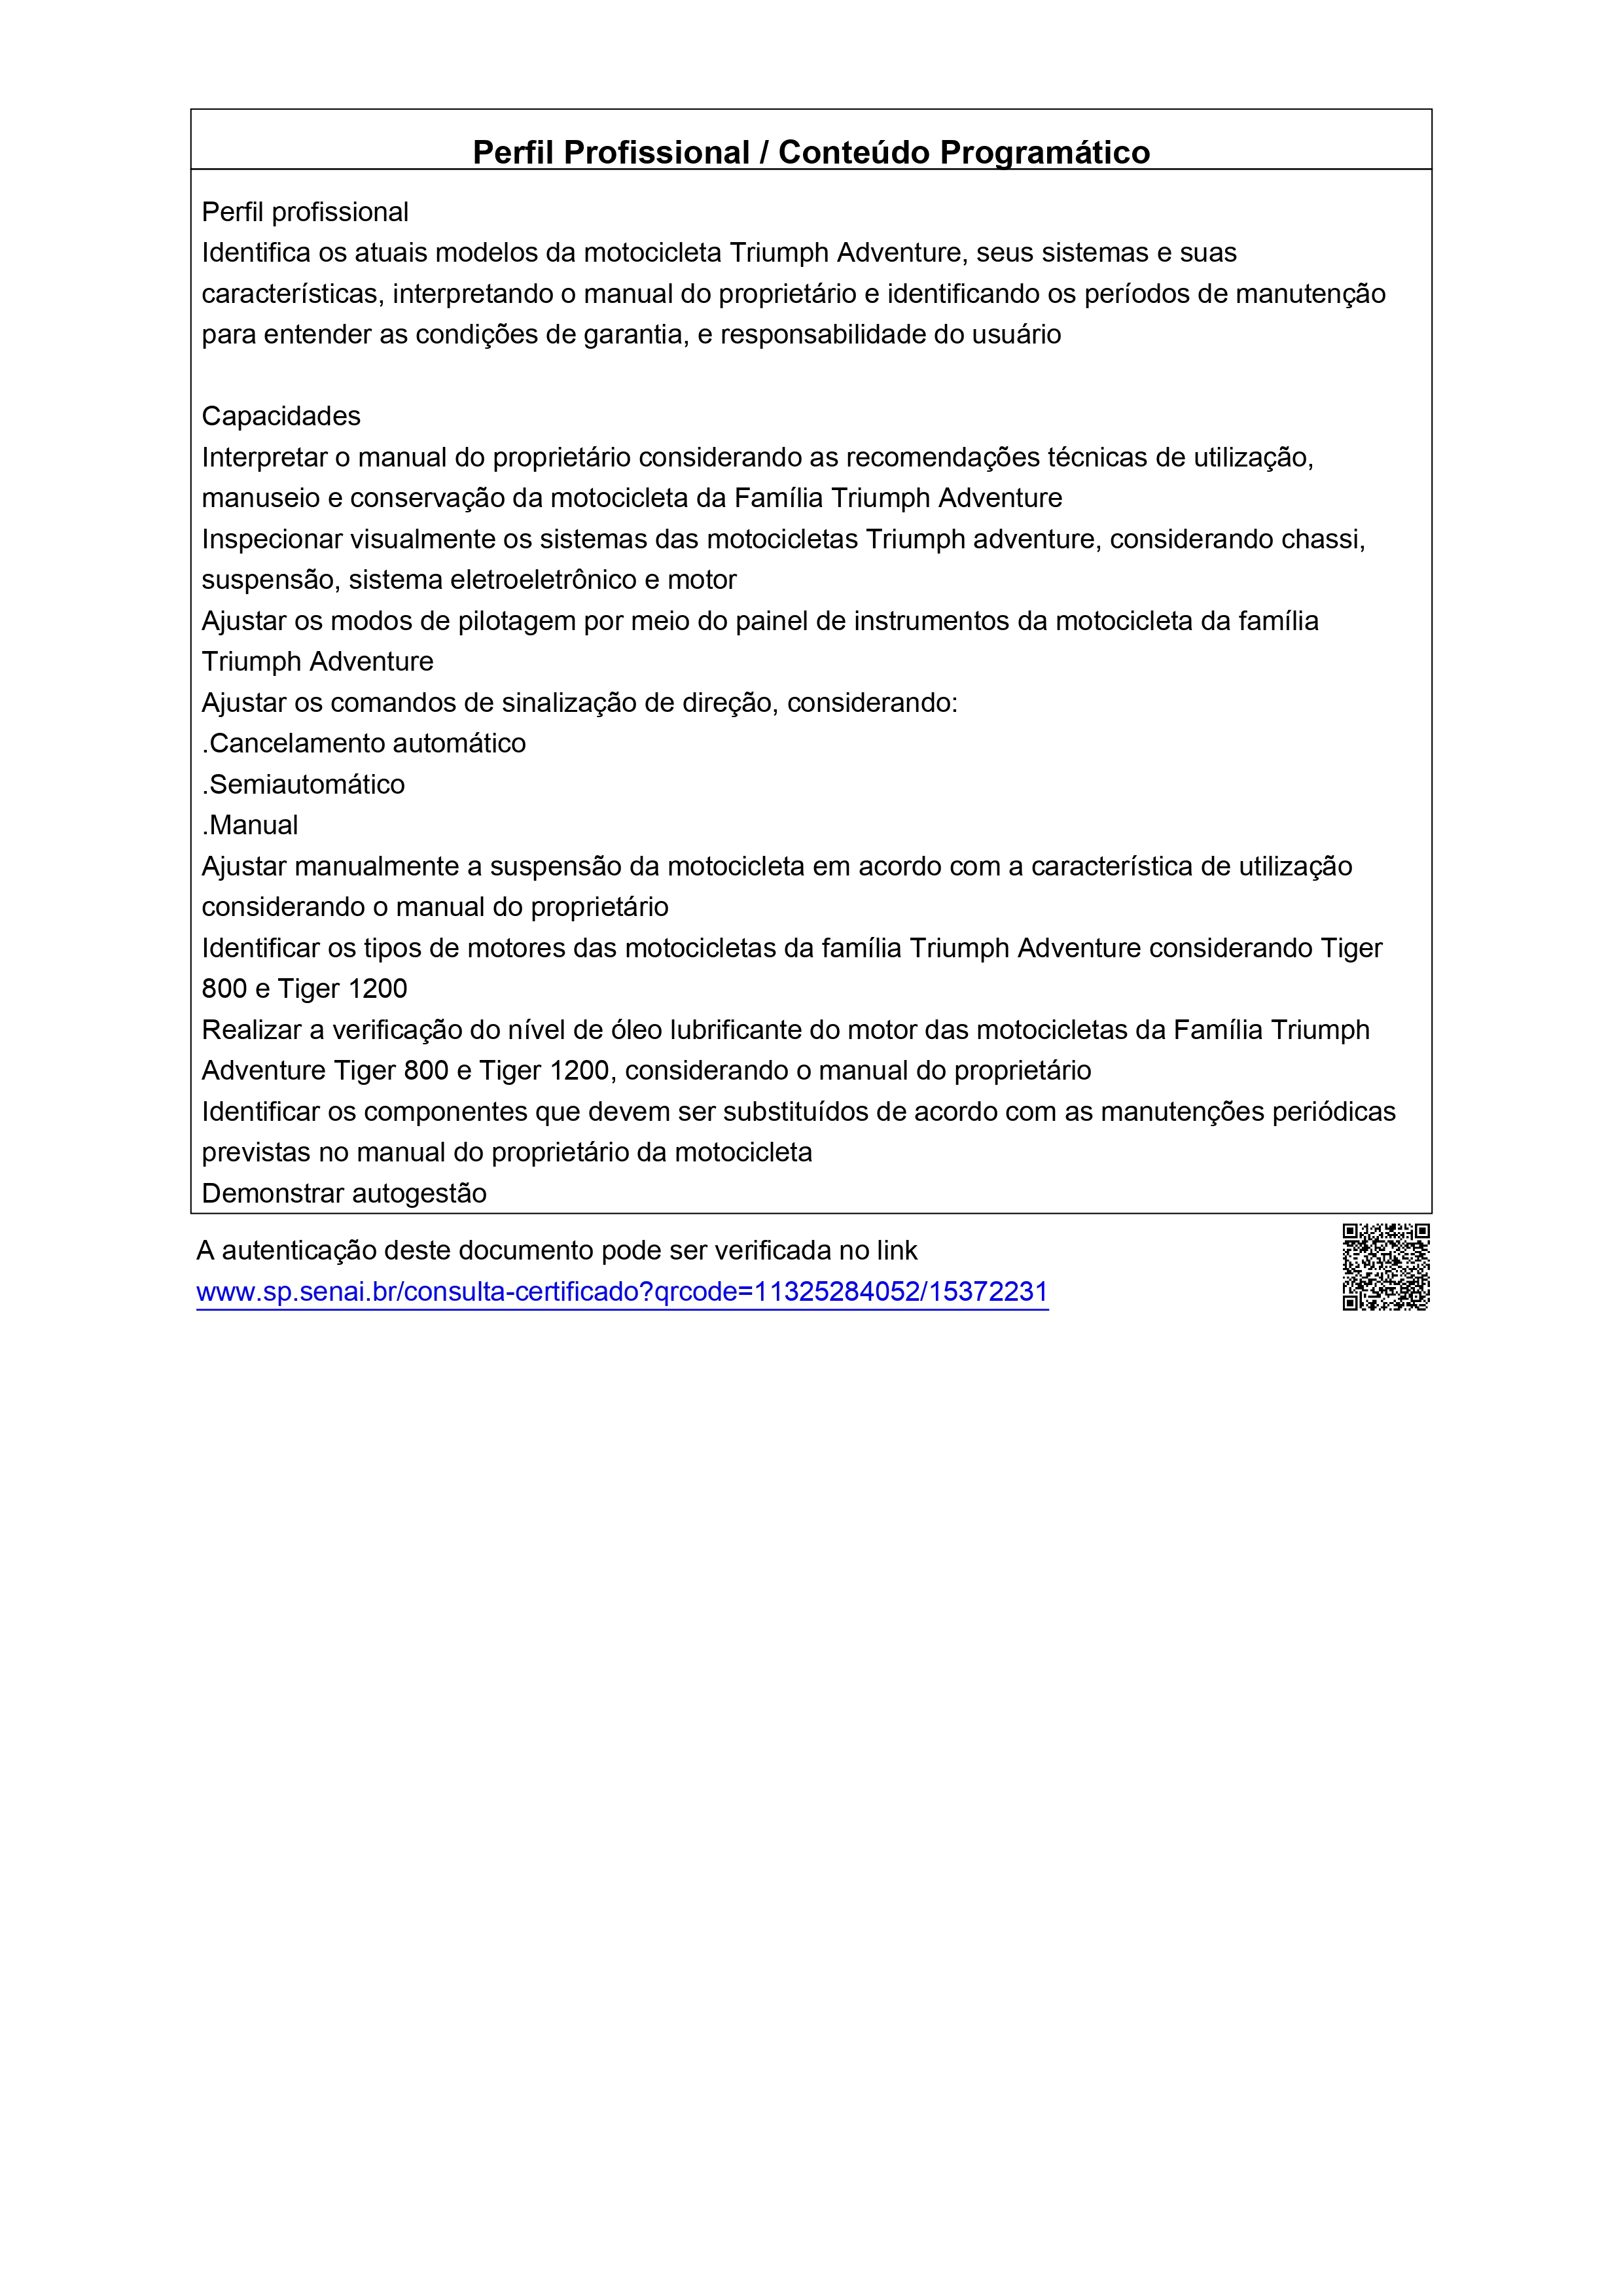 Perfil Profissional / Conteúdo Programático
Perfil profissional
Identifica os atuais modelos da motocicleta Triumph Adventure, seus sistemas e suas
características, interpretando o manual do proprietário e identificando os períodos de manutenção
para entender as condições de garantia, e responsabilidade do usuário
Capacidades
Interpretar o manual do proprietário considerando as recomendações técnicas de utilização,
manuseio e conservação da motocicleta da Família Triumph Adventure
Inspecionar visualmente os sistemas das motocicletas Triumph adventure, considerando chassi,
suspensão, sistema eletroeletrônico e motor
Ajustar os modos de pilotagem por meio do painel de instrumentos da motocicleta da família
Triumph Adventure
Ajustar os comandos de sinalização de direção, considerando:
.Cancelamento automático
.Semiautomático
.Manual
Ajustar manualmente a suspensão da motocicleta em acordo com a característica de utilização
considerando o manual do proprietário
Identificar os tipos de motores das motocicletas da família Triumph Adventure considerando Tiger
800 e Tiger 1200
Realizar a verificação do nível de óleo lubrificante do motor das motocicletas da Família Triumph
Adventure Tiger 800 e Tiger 1200, considerando o manual do proprietário
Identificar os componentes que devem ser substituídos de acordo com as manutenções periódicas
previstas no manual do proprietário da motocicleta
Demonstrar autogestão
A autenticação deste documento pode ser verificada no link
www.sp.senai.br/consulta-certificado?qrcode=11325284052/15372231